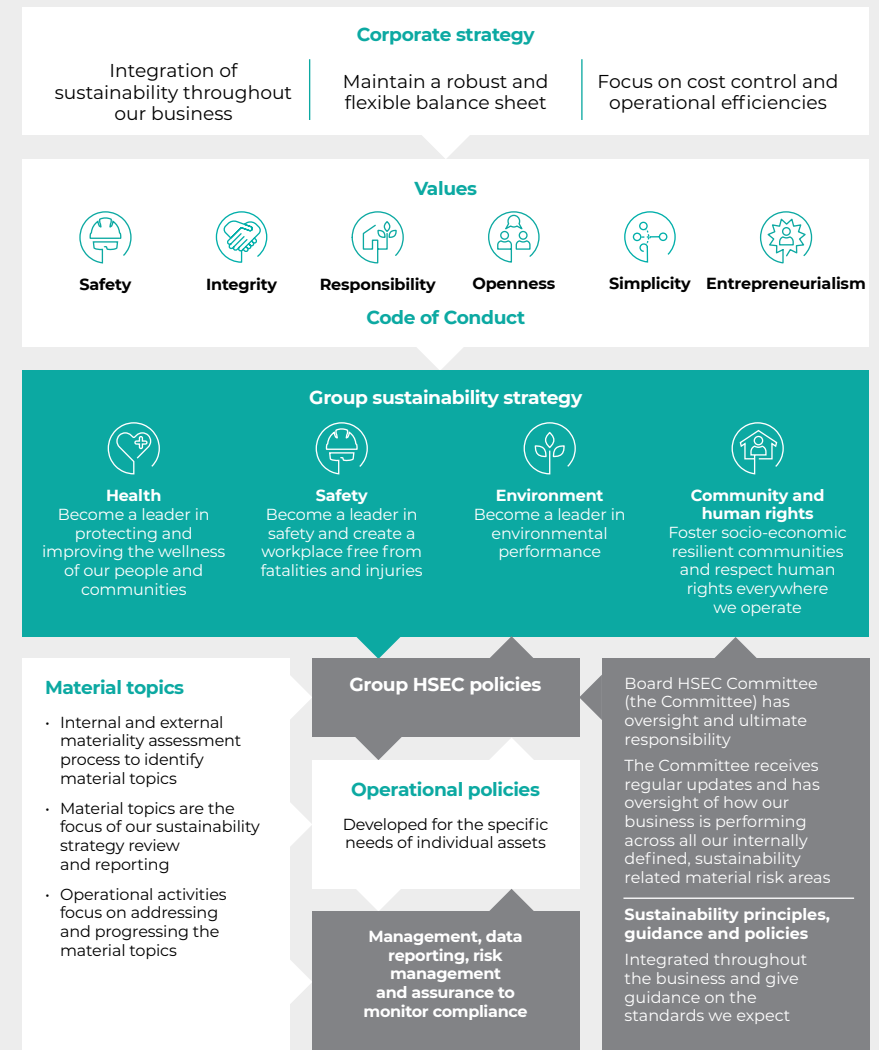 Corporate strategy
Integration of
sustainability throughout
our business
Maintain a robust and
flexible balance sheet
Focus on cost control and
operational efficiencies
Values
Safety
Integrity
Responsibility
Openness
Simplicity
Entrepreneurialism
Code of Conduct
Group sustainability strategy
Health
Become a leader in
protecting and
improving the wellness
of our people and
communities
Safety
Become a leader in
safety and create a
workplace free from
fatalities and injuries
Environment
Become a leader in
environmental
performance
Community and
human rights
Foster socio-economic
resilient communities
and respect human
rights everywhere
we operate
Material topics
• Internal and external
materiality assessment
process to identify
material topics
• Material topics are the
focus of our sustainability
strategy review
and reporting
• Operational activities
focus on addressing
and progressing the
material topics
Group HSEC policies
Operational policies
Developed for the specific
needs of individual assets
Management, data
reporting, risk
management
and assurance to
monitor compliance
Board HSEC Committee
(the Committee) has
oversight and ultimate
responsibility
The Committee receives
regular updates and has
oversight of how our
business is performing
across all our internally
defined, sustainability
related material risk areas
Sustainability principles,
guidance and policies
Integrated throughout
the business and give
guidance on the
standards we expect